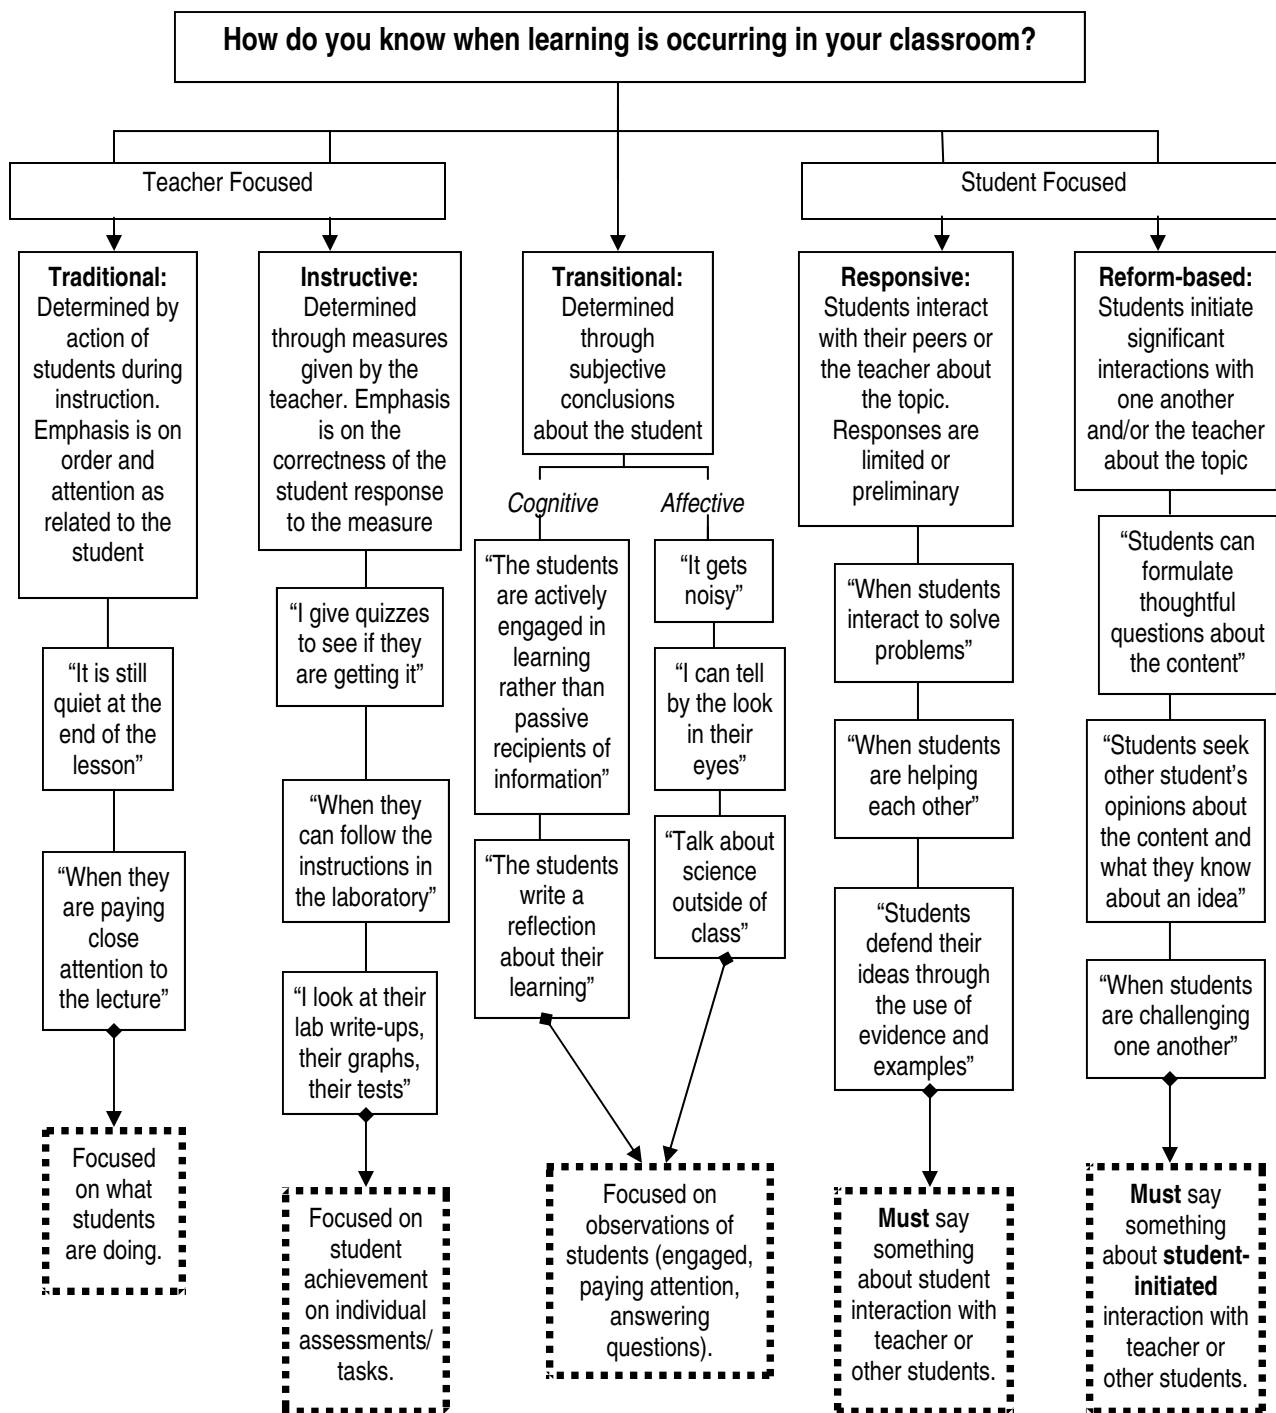 How do you know when learning is occurring in your classroom?
Teacher Focused
Student Focused
Traditional:
Determined by
action of
students during
instruction.
Emphasis is on
order and
attention as
related to the
student
“It is still
quiet at the
end of the
lesson”
“When they
are paying
close
attention to
the lecture”
Focused
on what
students
are doing.
Instructive:
Determined
through measures
given by the
teacher. Emphasis
is on the
correctness of the
student response
to the measure
“I give quizzes
to see if they
are getting it”
“When they
can follow the
instructions in
the laboratory”
“I look at their
lab write-ups,
their graphs,
their tests”
Focused on
student
achievement
on individual
assessments/
tasks.
Transitional:
Determined
through
subjective
conclusions
about the student
Cognitive
“The students
are actively
engaged in
learning
rather than
passive
recipients of
information”
“The students
write a
reflection
about their
learning”
Affective
“It gets
noisy”
“I can tell
by the look
in their
eyes”
“Talk about
science
outside of
class”
Focused on
observations of
students (engaged,
paying attention,
answering
questions).
Responsive:
Students interact
with their peers or
the teacher about
the topic.
Responses are
limited or
preliminary
“When students
interact to solve
problems”
“When students
are helping
each other”
“Students
defend their
ideas through
the use of
evidence and
examples”
Must say
something
about student
interaction with
teacher or
other students.
Reform-based:
Students initiate
significant
interactions with
one another
and/or the teacher
about the topic
“Students can
formulate
thoughtful
questions about
the content”
“Students seek
other student’s
opinions about
the content and
what they know
about an idea”
“When students
are challenging
one another”
Must say
something
about student-
initiated
interaction with
teacher or
other students.